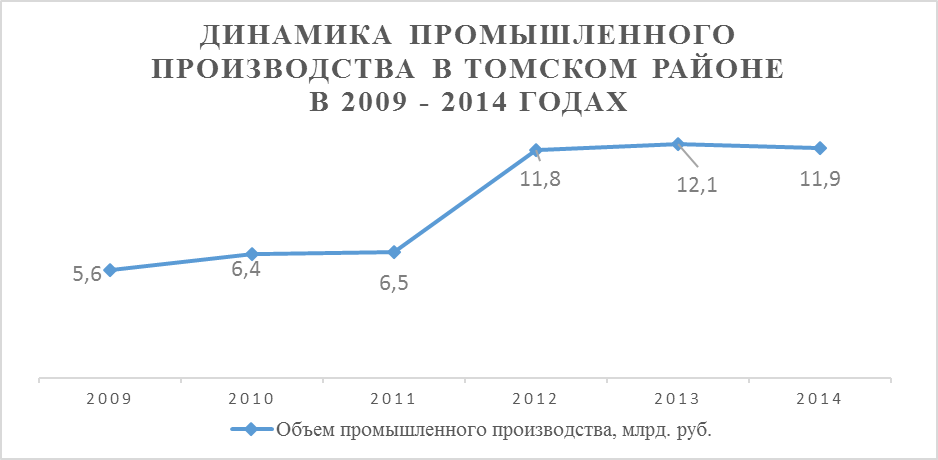 ДИНАМИКА ПРОМЫШЛЕННОГО
ПРОИЗВОДСТВА В ТОМСКОМ РАЙОНЕ
В 2009 - 2014 ГОДАХ
5,6
6,4
6,5
11,8
12,1
11,9
2009 2010 2011 2012 2013 2014
Объем промышленного производства, млрд. руб.